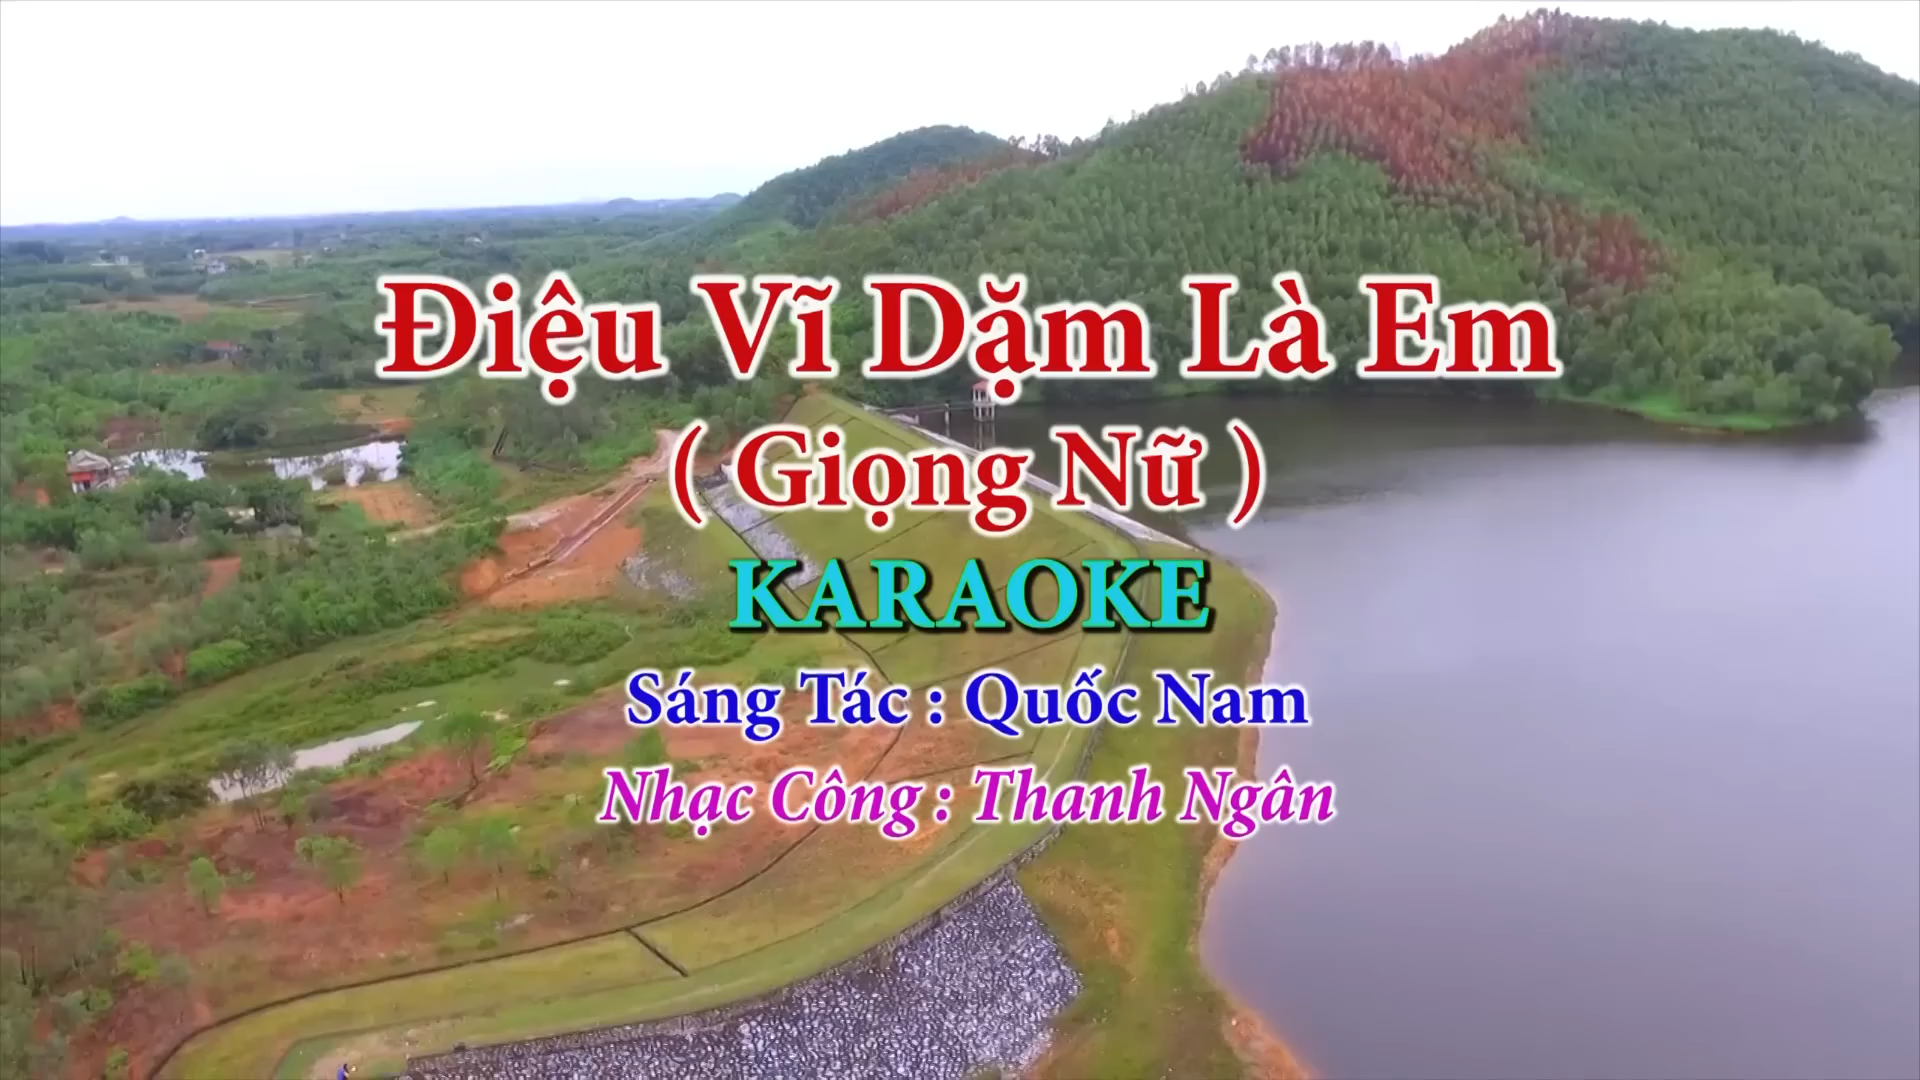 Điệu Vĩ Dặm Là Em
( Giọng Nữ )
KARAOKE
Sáng Tác : Quốc Nam
Nhạc Công : Thanh Ngân